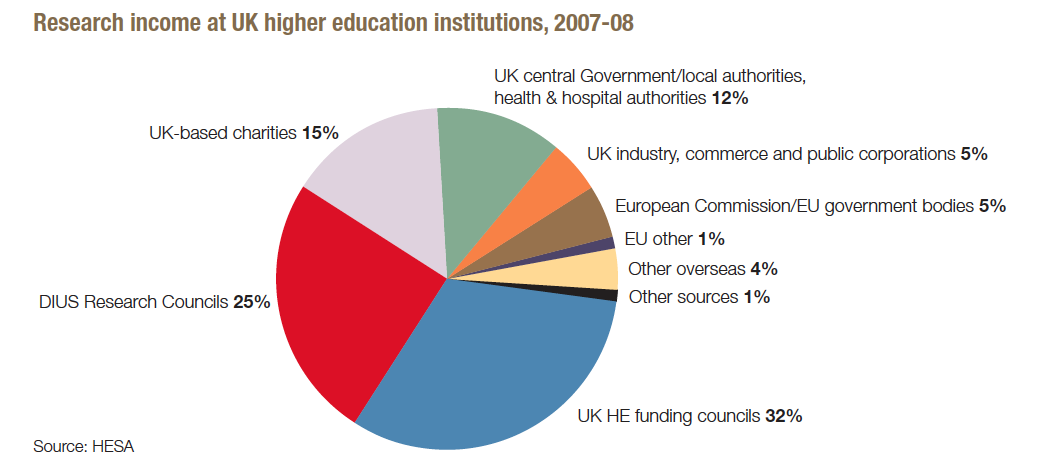 Research income at UK higher education institutions, 2007-08
UK central Government/local authorities,
health & hospital authorities 12%
UK-based charities 15%
UK industry, commerce and public corporations 5%
European Commission/EU government bodies 5%
EU other 1%
Other overseas 4%
Other sources 1%
DIUS Research Councils 25%
UK HE funding councils 32%
Source: HESA